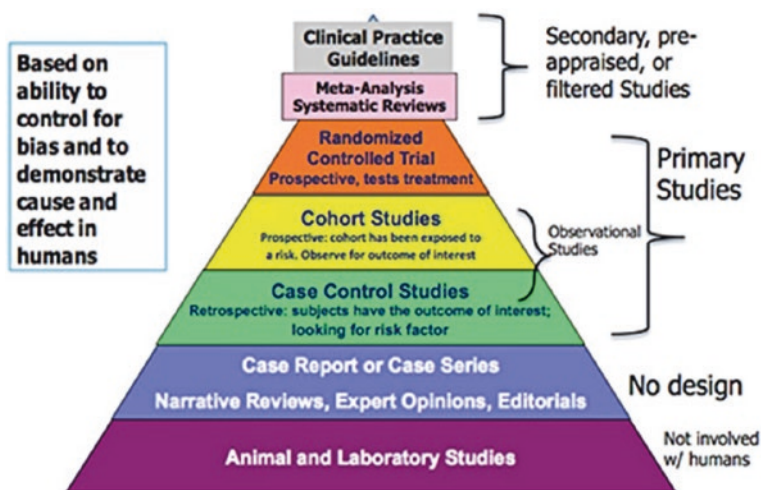 Based on
ability to
control for
bias and to
demonstrate
cause and
effect in
humans
Clinical Practice
Guidelines
Meta-Analysis
Systematic Reviews
Secondary, pre-
appraised, or
filtered Studies
Randomized
Controlled Trial
Prospective, tests treatment
Primary
Studies
Cohort Studies
Prospective: cohort has been exposed to
a risk. Observe for outcome of interest
Observational
Studies
Case Control Studies
Retrospective: subjects have the outcome of interest;
looking for risk factor
Case Report or Case Series
Narrative Reviews, Expert Opinions, Editorials
No design
Animal and Laboratory Studies
Not involved
w/ humans